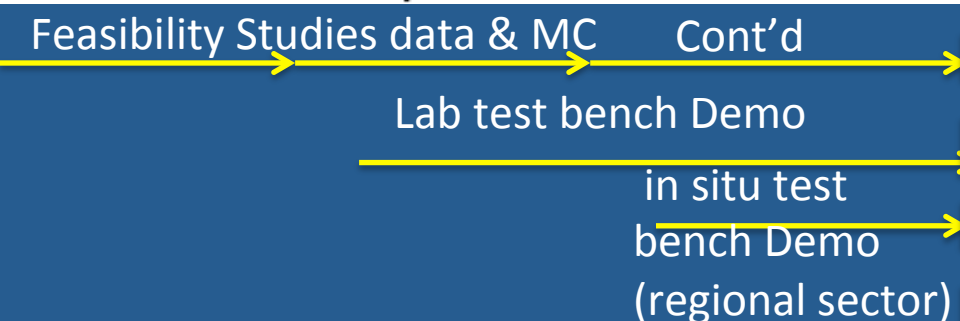 Feasibility Studies data & MC Cont’d
Lab test bench Demo
in situ test
bench Demo
(regional sector)